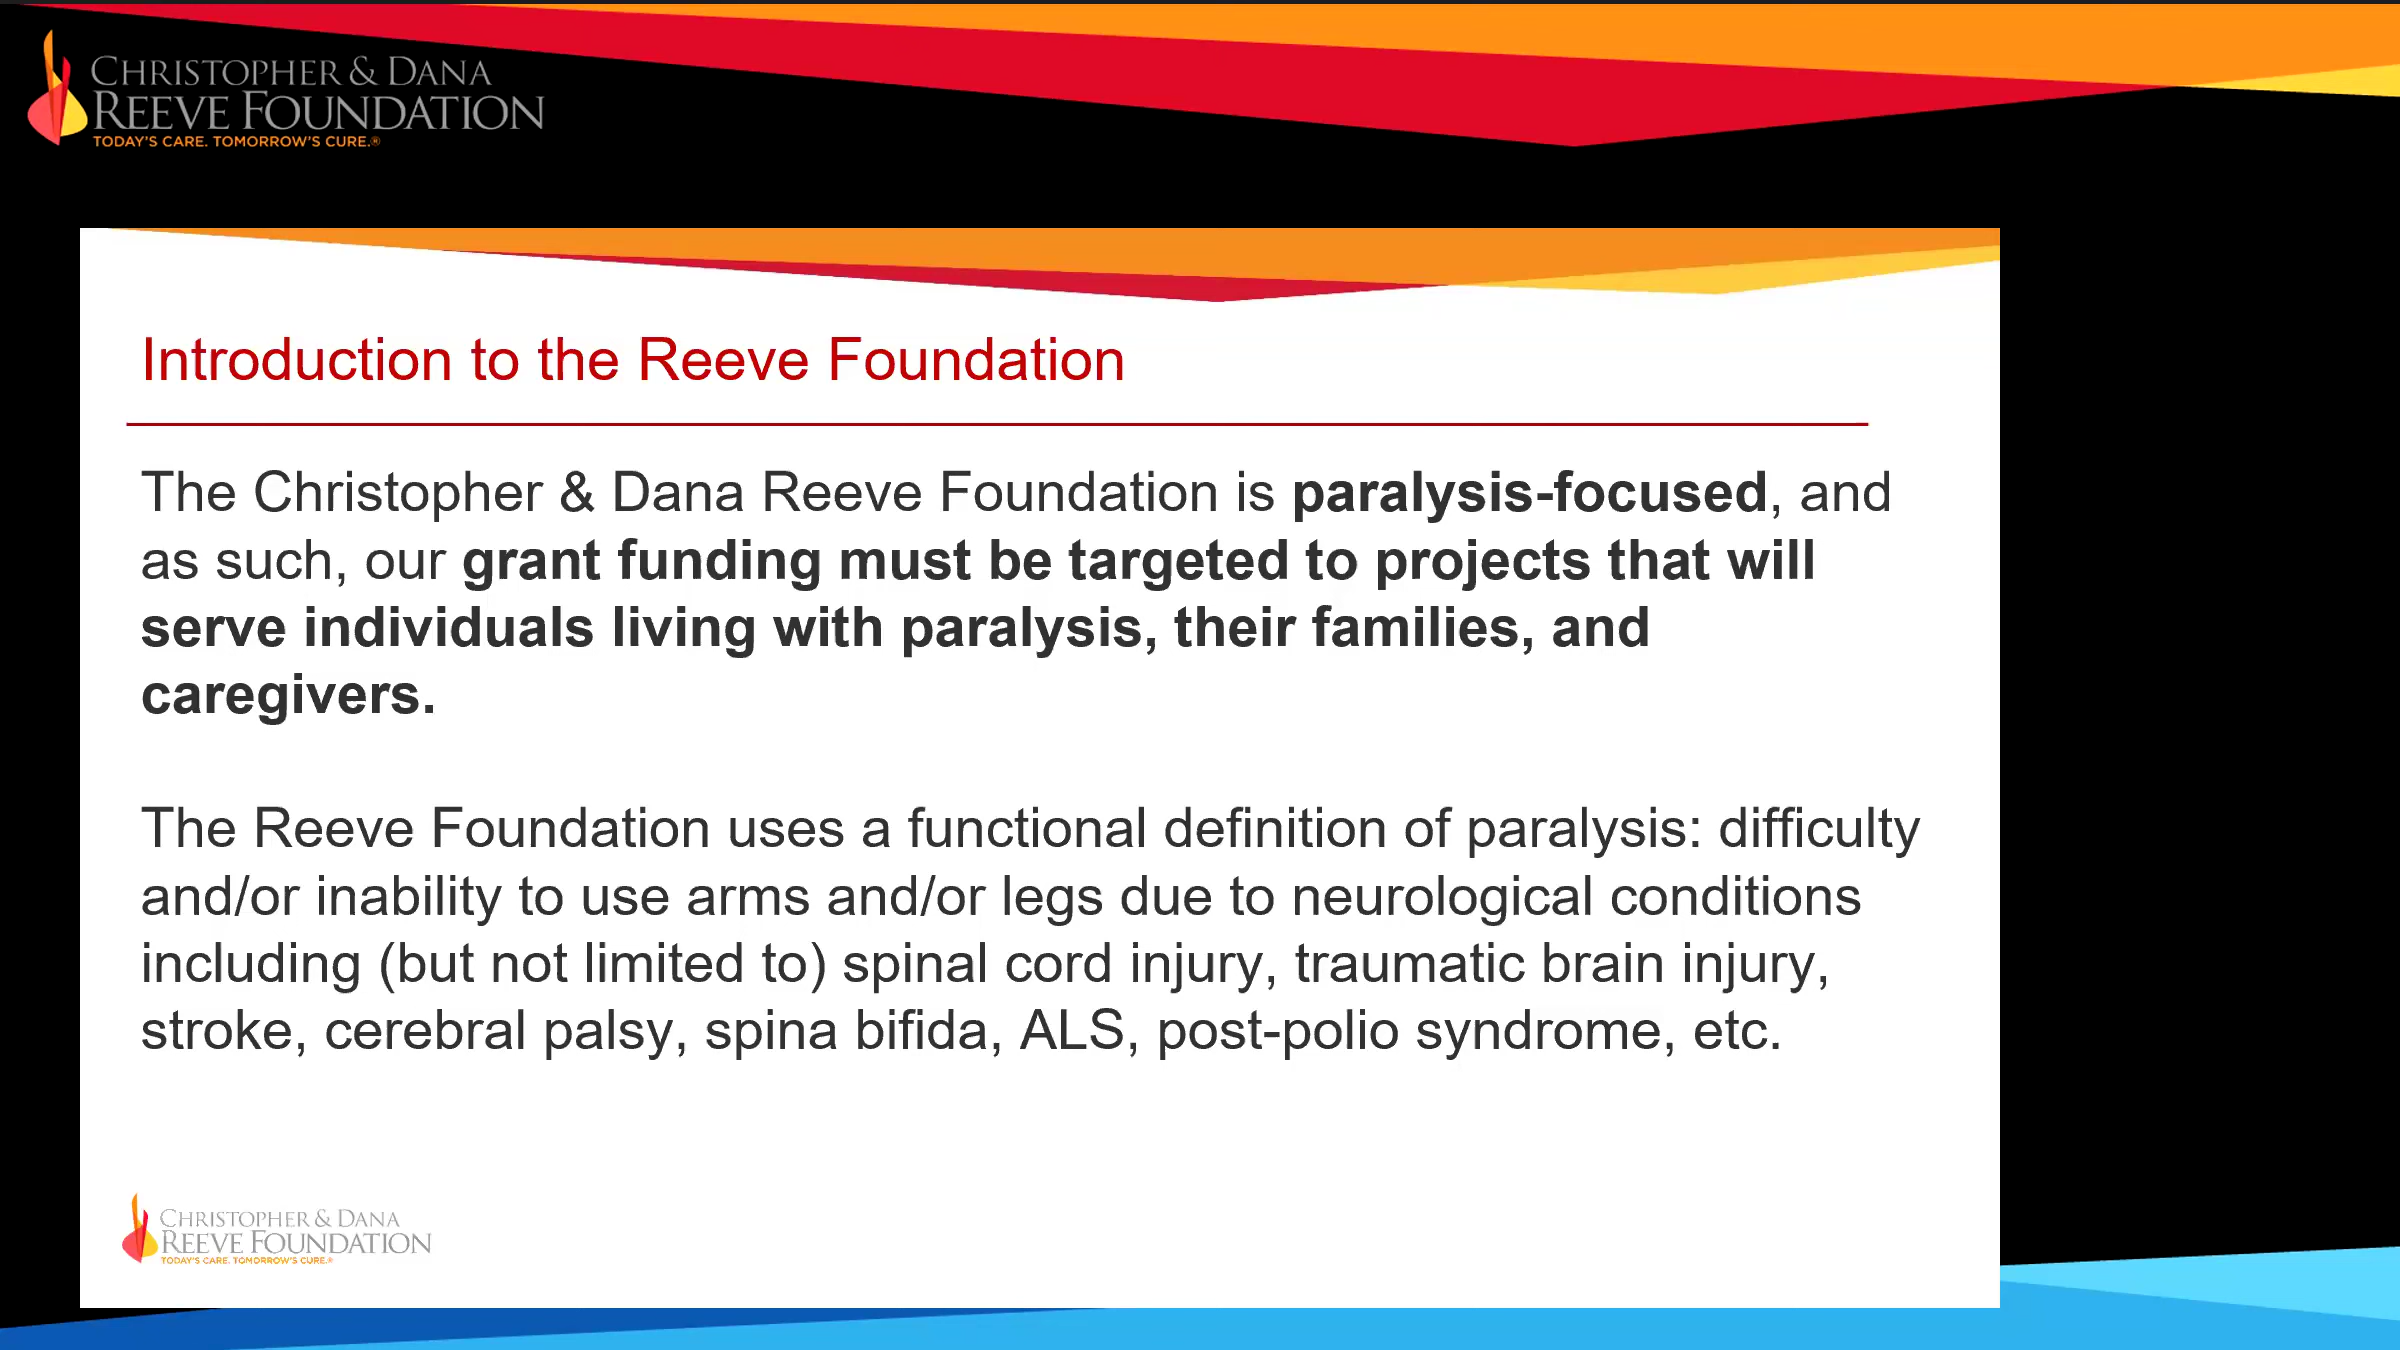 CHRISTOPHER & DANA
REEVE FOUNDATION
TODAY'S CARE. TOMORROW'S CURE.®
Introduction to the Reeve Foundation
The Christopher & Dana Reeve Foundation is paralysis-focused, and
as such, our grant funding must be targeted to projects that will
serve individuals living with paralysis, their families, and
caregivers.
The Reeve Foundation uses a functional definition of paralysis: difficulty
and/or inability to use arms and/or legs due to neurological conditions
including (but not limited to) spinal cord injury, traumatic brain injury,
stroke, cerebral palsy, spina bifida, ALS, post-polio syndrome, etc.
CHRISTOPHER & DANA
REEVE FOUNDATION
TODAY'S CARE. TOMORROW'S CURE.®